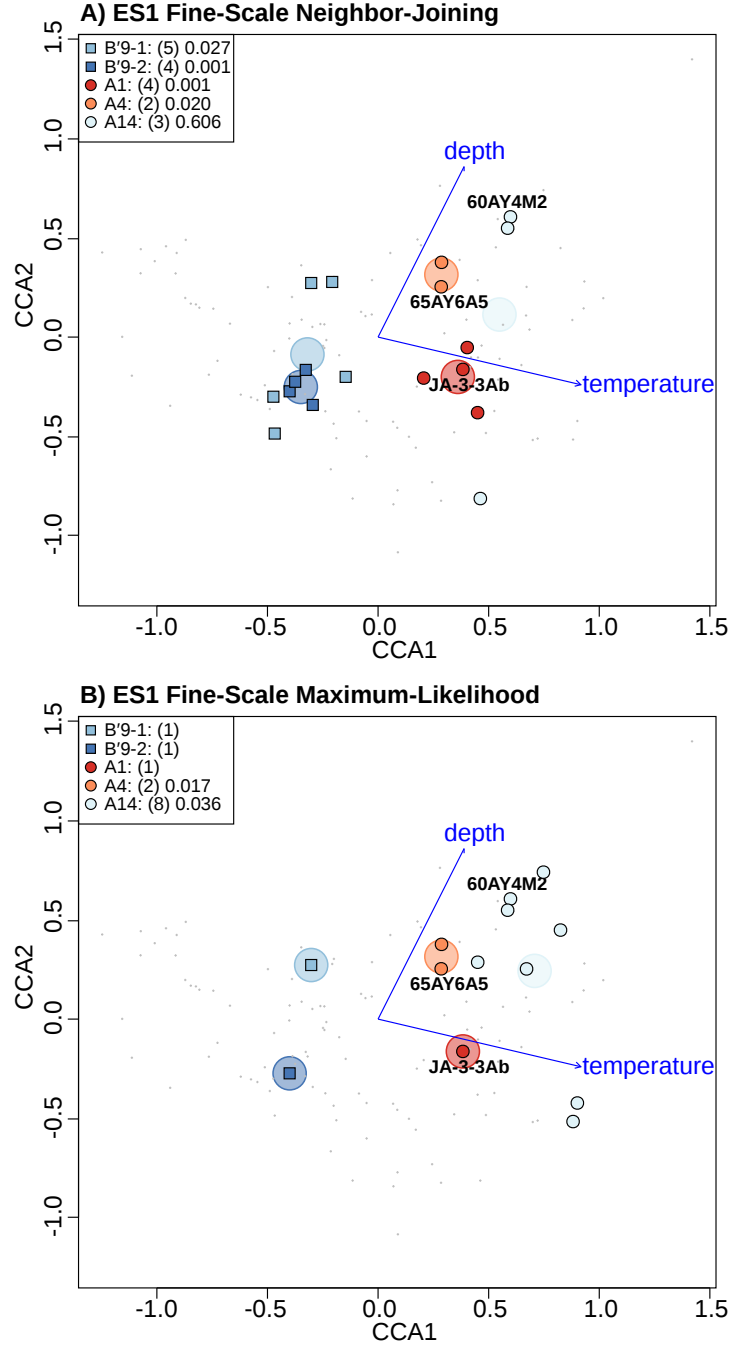 A) ES1 Fine-Scale Neighbor-Joining
B′9-1: (5) 0.027
B′9-2: (4) 0.001
A1: (4) 0.001
A4: (2) 0.020
A14: (3) 0.606
depth
60AY4M2
65AY6A5
JA-3-3Ab
temperature
1.5
1.0
0.5
0.0
-0.5
-1.0
CCA2
-1.0 -0.5 0.0 0.5 1.0 1.5
CCA1
B) ES1 Fine-Scale Maximum-Likelihood
B′9-1: (1)
B′9-2: (1)
A1: (1)
A4: (2) 0.017
A14: (8) 0.036
depth
60AY4M2
65AY6A5
JA-3-3Ab
temperature
1.5
1.0
0.5
0.0
-0.5
-1.0
CCA2
-1.0 -0.5 0.0 0.5 1.0 1.5
CCA1